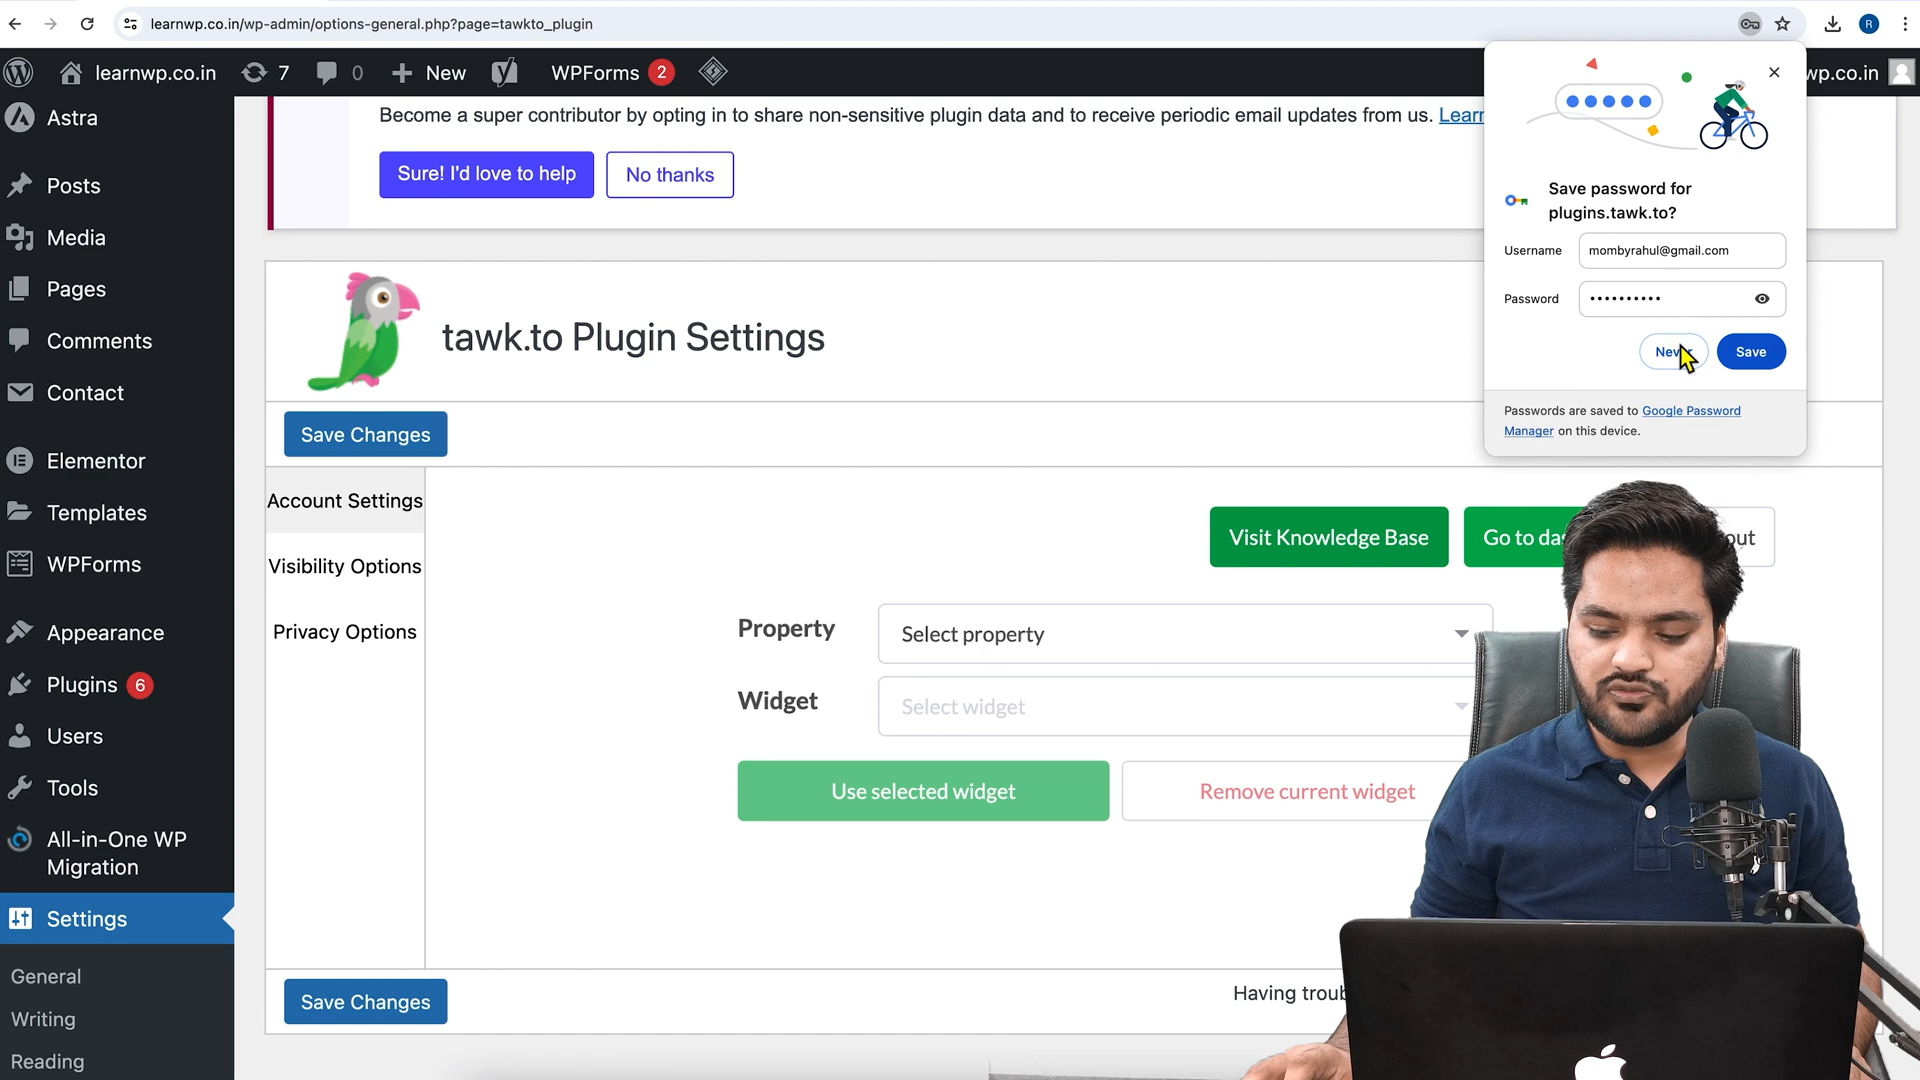 learnwp.co.in/wp-admin/options-general.php?page=tawkto_plugin
R
learnwp.co.in
7
0
New
WPForms 2
wp.co.in
Astra
Posts
Media
Pages
Comments
Contact
Elementor
Templates
WPForms
Appearance
Plugins 6
Users
Tools
All-in-One WP
Migration
Settings
General
Writing
Reading
Become a super contributor by opting in to share non-sensitive plugin data and to receive periodic email updates from us. Learn
Sure! I'd love to help
No thanks
tawk.to Plugin Settings
Save Changes
Account Settings
Visibility Options
Privacy Options
Visit Knowledge Base
Go to das
out
Property
Select property
Widget
Select widget
Use selected widget
Remove current widget
Save Changes
Having troub
Save password for
plugins.tawk.to?
Username
mombyrahul@gmail.com
Password
Never
Save
Passwords are saved to Google Password
Manager on this device.